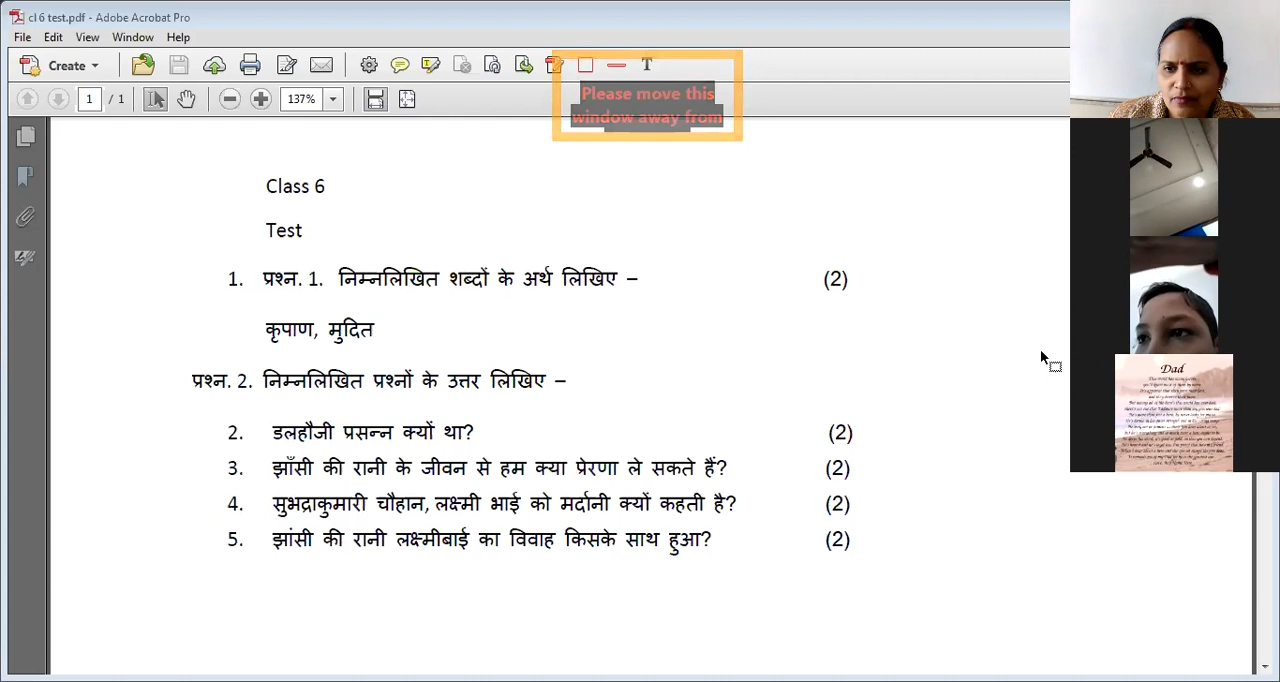 cl 6 test.pdf - Adobe Acrobat Pro
File Edit View Window Help
Create
T
1 / 1 137%
Please move this
window away from
Class 6
Test
1. प्रश्न. 1. निम्नलिखित शब्दों के अर्थ लिखिए – (2)
कृपाण, मुदित
प्रश्न. 2. निम्नलिखित प्रश्नों के उत्तर लिखिए –
2. डलहौजी प्रसन्न क्यों था? (2)
3. झाँसी की रानी के जीवन से हम क्या प्रेरणा ले सकते हैं? (2)
4. सुभद्राकुमारी चौहान, लक्ष्मी भाई को मर्दानी क्यों कहती है? (2)
5. झांसी की रानी लक्ष्मीबाई का विवाह किसके साथ हुआ? (2)
Dad